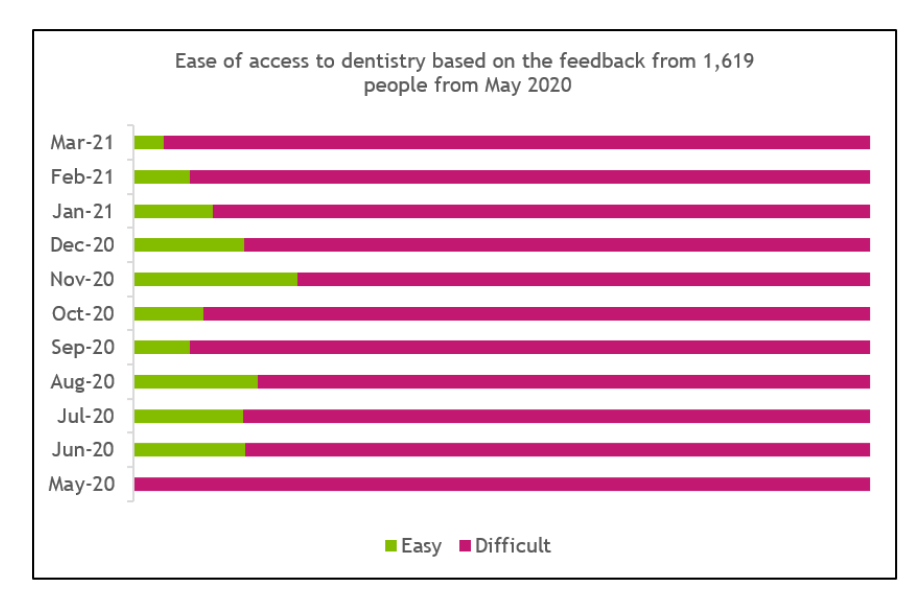 Ease of access to dentistry based on the feedback from 1,619
people from May 2020
Mar-21
Feb-21
Jan-21
Dec-20
Nov-20
Oct-20
Sep-20
Aug-20
Jul-20
Jun-20
May-20
Easy Difficult